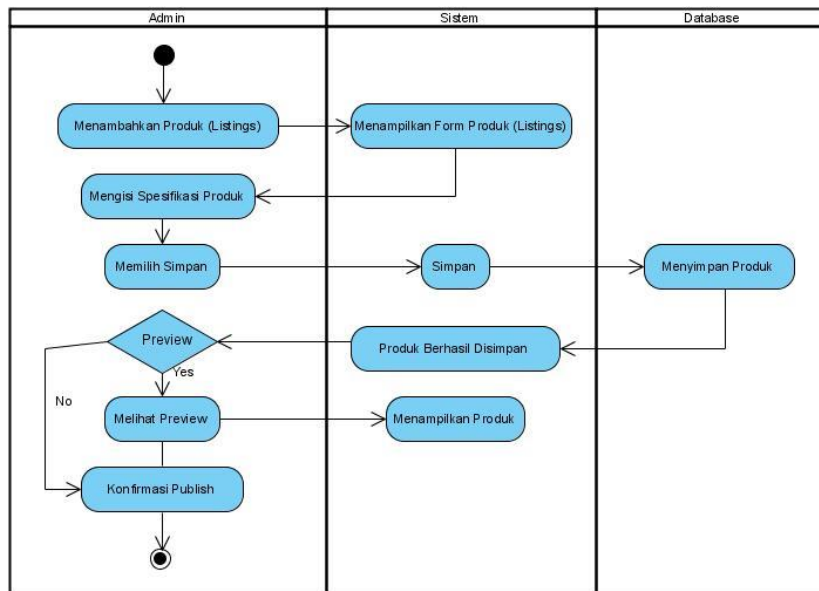 Admin
Sistem
Database
Menambahkan Produk (Listings)
Menampilkan Form Produk (Listings)
Mengisi Spesifikasi Produk
Memilih Simpan
Simpan
Menyimpan Produk
Preview
Produk Berhasil Disimpan
Yes
No
Melihat Preview
Menampilkan Produk
Konfirmasi Publish